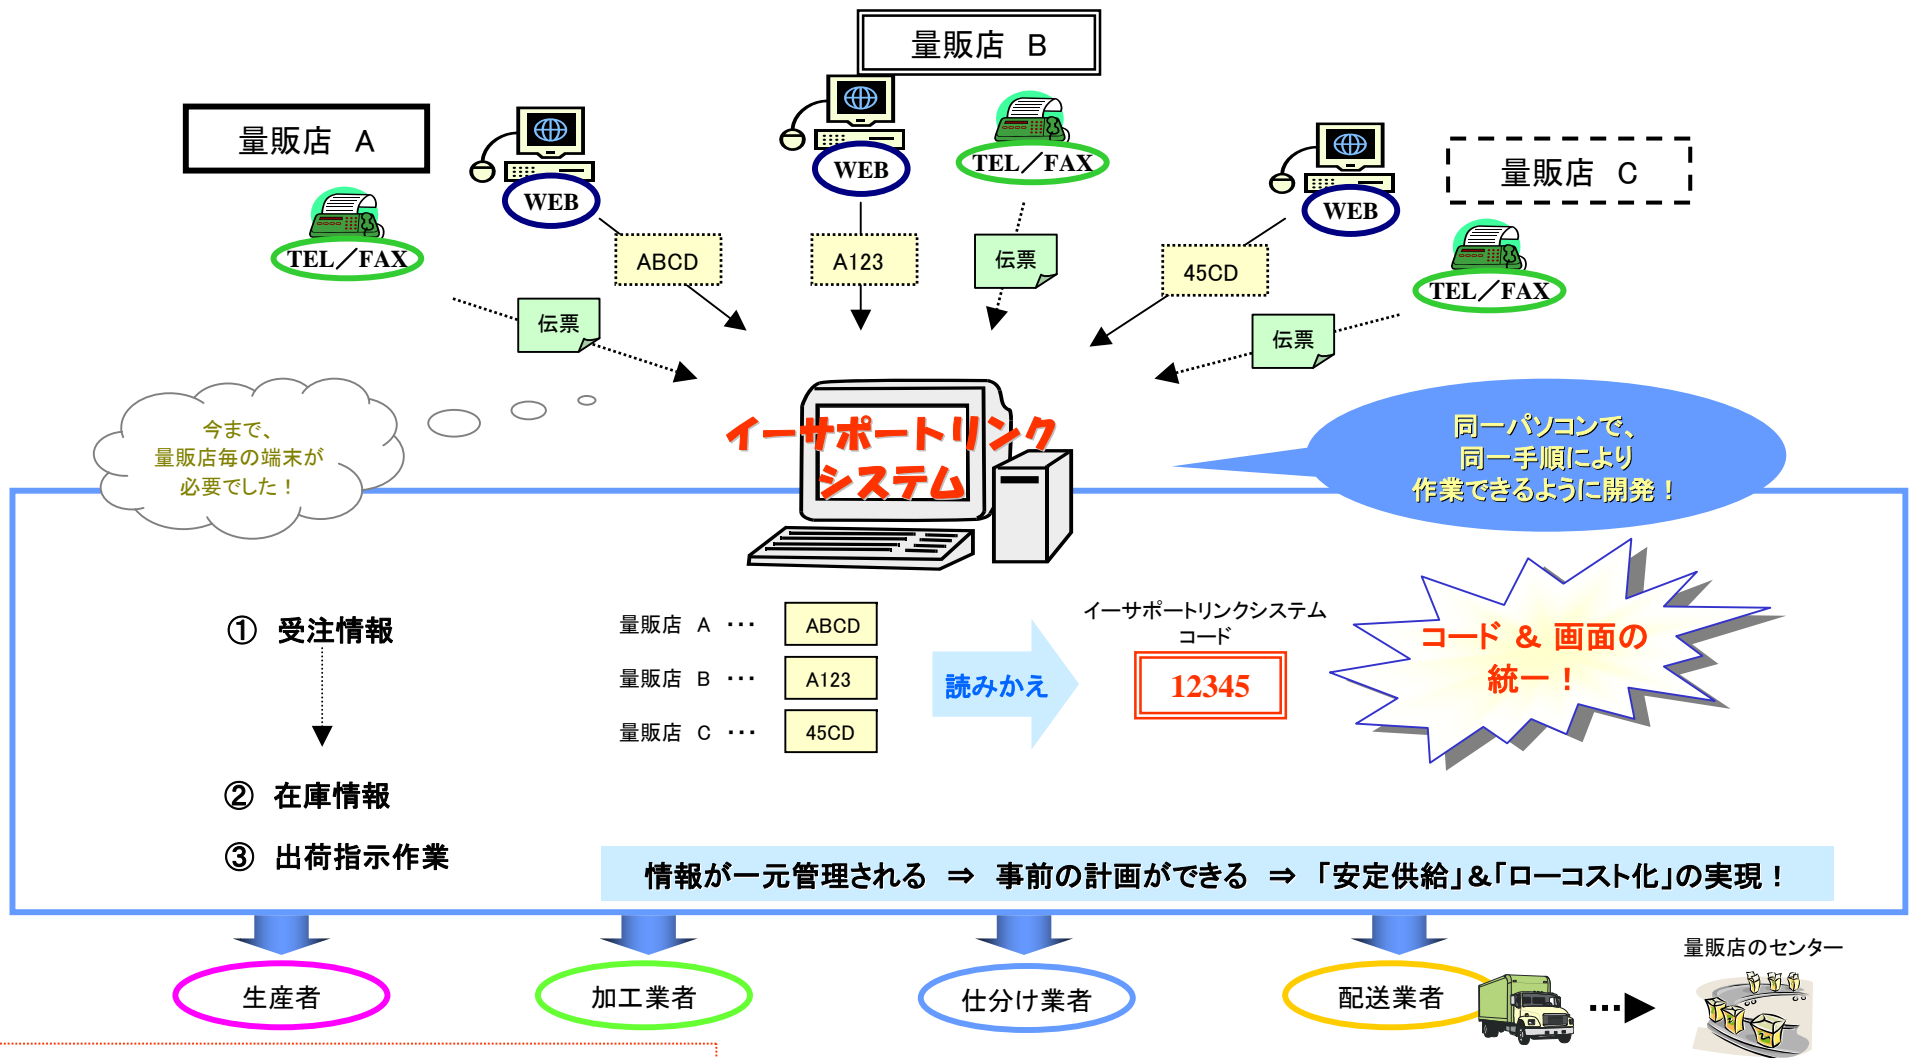 量販店　B
量販店　A
量販店　C
WEB
TEL／FAX
WEB
WEB
TEL／FAX
TEL／FAX
ABCD
A123
伝票
45CD
伝票
伝票
今まで、
量販店毎の端末が
必要でした！
イーサポートリンク
システム
同一パソコンで、
同一手順により
作業できるように開発！
① 受注情報
② 在庫情報
③ 出荷指示作業
量販店　A　･･･　ABCD
量販店　B　･･･　A123
量販店　C　･･･　45CD
読みかえ
イーサポートリンクシステム
コード
12345
コード ＆ 画面の
統一！
情報が一元管理される ⇒ 事前の計画ができる ⇒ 「安定供給」＆「ローコスト化」の実現！
生産者
加工業者
仕分け業者
配送業者
量販店のセンター